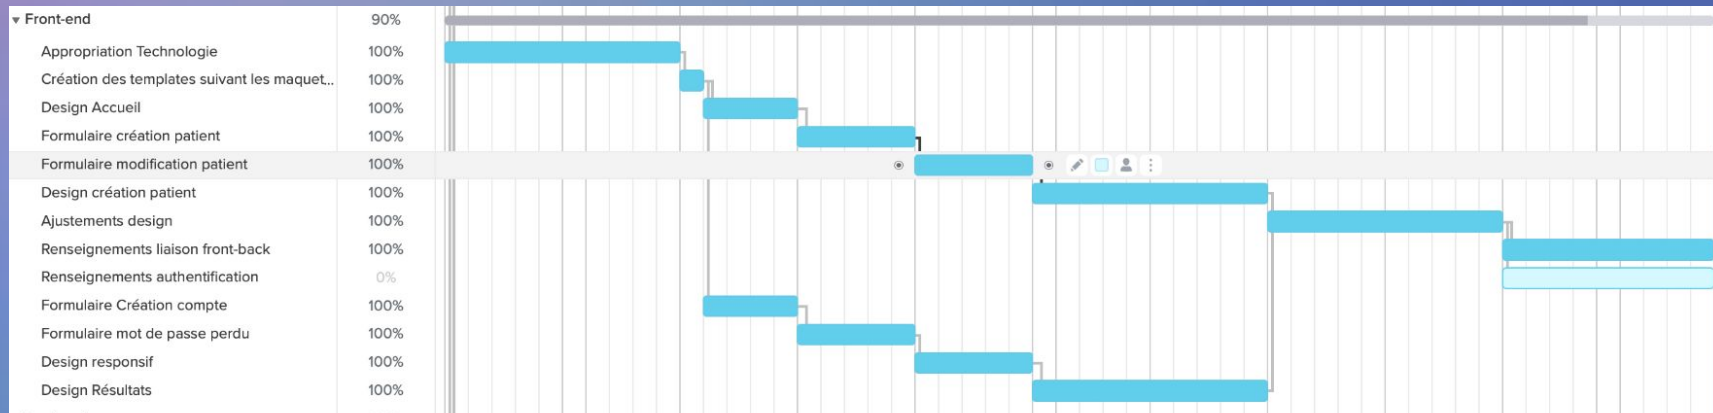 Front-end 90%
Appropriation Technologie 100%
Création des templates suivant les maquet... 100%
Design Accueil 100%
Formulaire création patient 100%
Formulaire modification patient 100%
Design création patient 100%
Ajustements design 100%
Renseignements liaison front-back 100%
Renseignements authentification 0%
Formulaire Création compte 100%
Formulaire mot de passe perdu 100%
Design responsif 100%
Design Résultats 100%